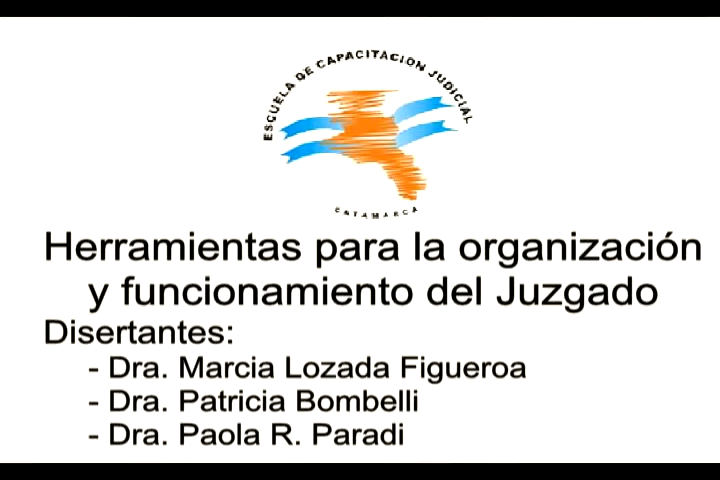 ESCUELA DE CAPACITACION JUDICIAL
CATAMARCA
Herramientas para la organización
y funcionamiento del Juzgado
Disertantes:
- Dra. Marcia Lozada Figueroa
- Dra. Patricia Bombelli
- Dra. Paola R. Paradi